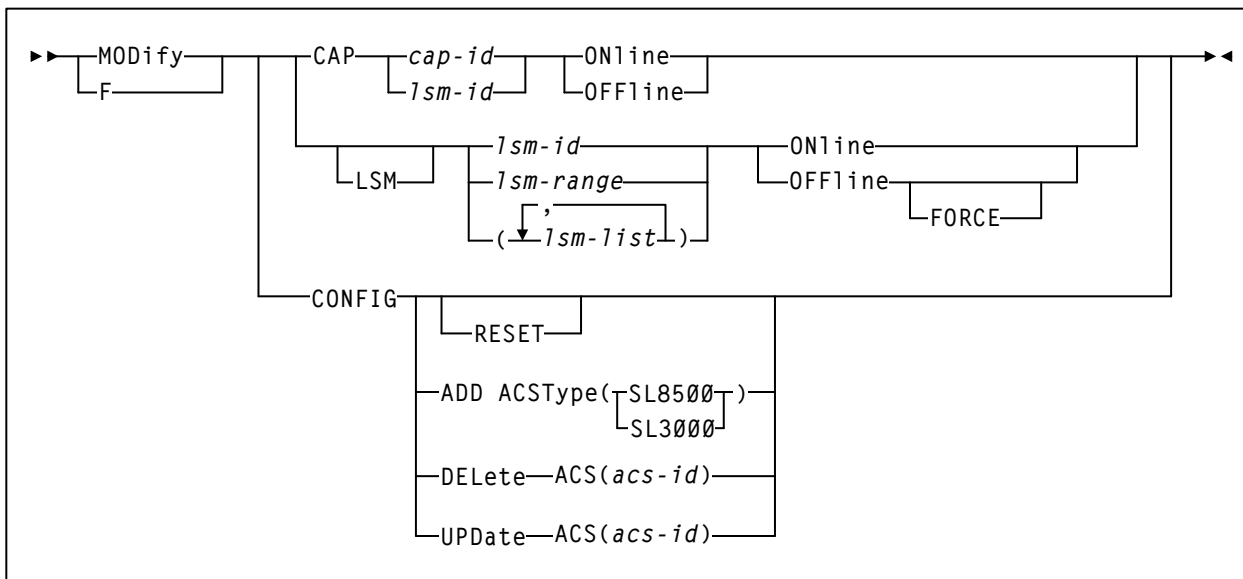 MODify CAP cap-id ONline
F lsm-id OFFline
lsm-id ONline
LSM lsm-range OFFline
,
( lsm-list ) FORCE
CONFIG
RESET
ADD ACSType( SL8500 )
SL3000
DELete ACS(acs-id)
UPDate ACS(acs-id)